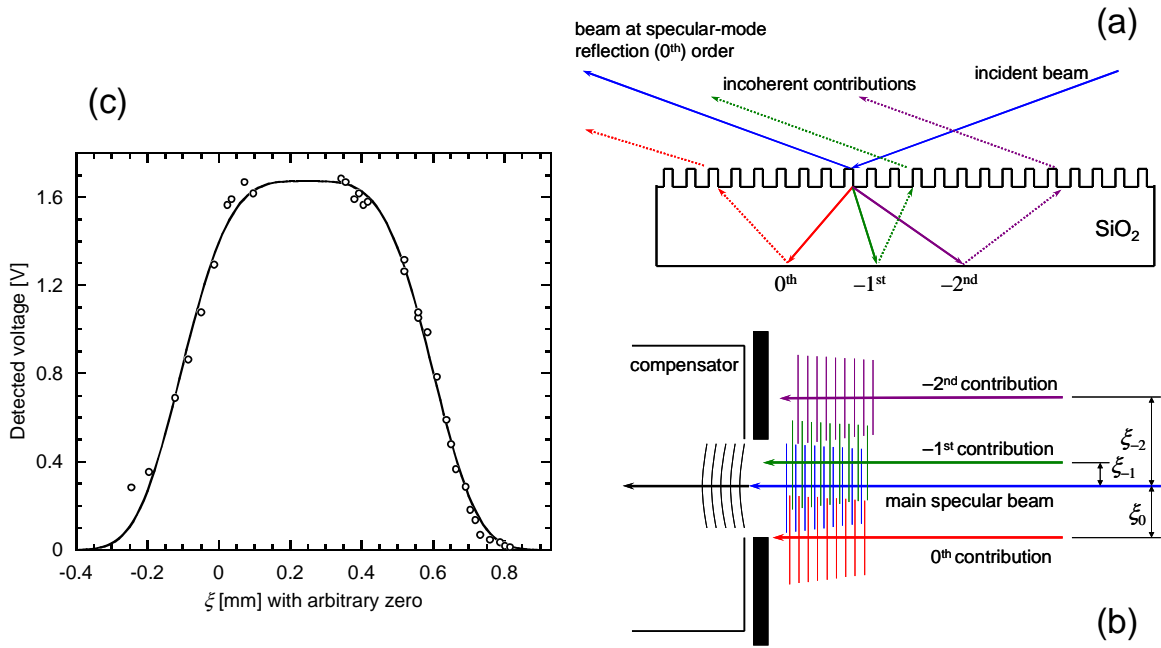 (a)
beam at specular-mode
reflection (0th) order
incident beam
incoherent contributions
SiO2
0th
−1st
−2nd
(c)
Detected voltage [V]
1.6
1.2
0.8
0.4
0
-0.4
-0.2
0
0.2
0.4
0.6
0.8
ξ [mm] with arbitrary zero
compensator
−2nd contribution
−1st contribution
main specular beam
0th contribution
ξ−2
ξ−1
ξ0
(b)